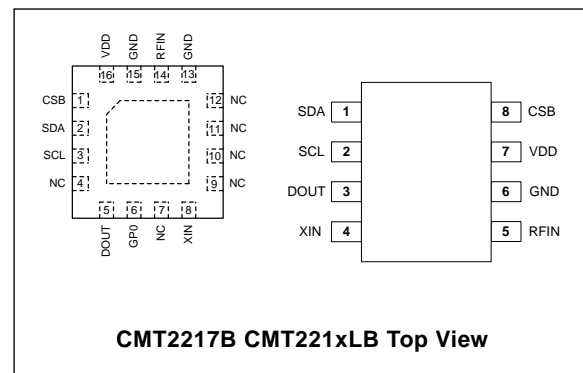 VDD GND RFIN GND
16 15 14 13
CSB 1 12 NC
SDA 2 11 NC
SCL 3 10 NC
NC 4 9 NC
5 6 7 8
DOUT GP0 NC XIN
SDA 1 8 CSB
SCL 2 7 VDD
DOUT 3 6 GND
XIN 4 5 RFIN
CMT2217B CMT221xLB Top View